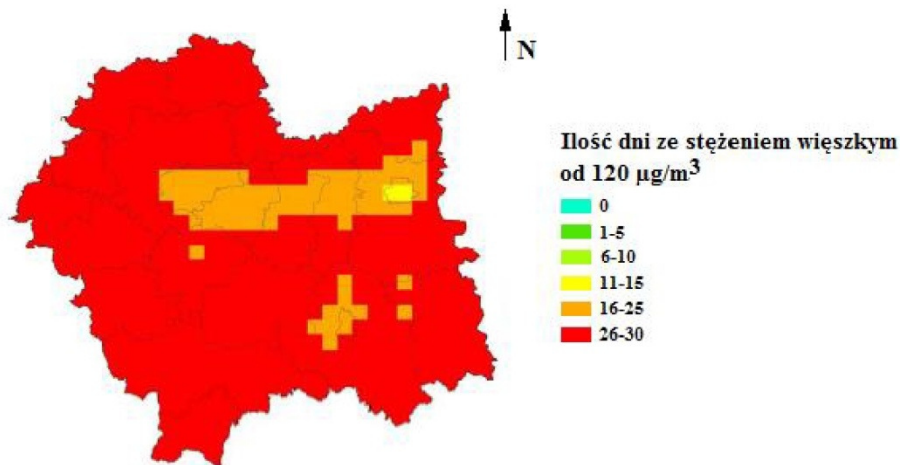 N
Ilość dni ze stężeniem więszkym
od 120 µg/m³
0
1-5
6-10
11-15
16-25
26-30